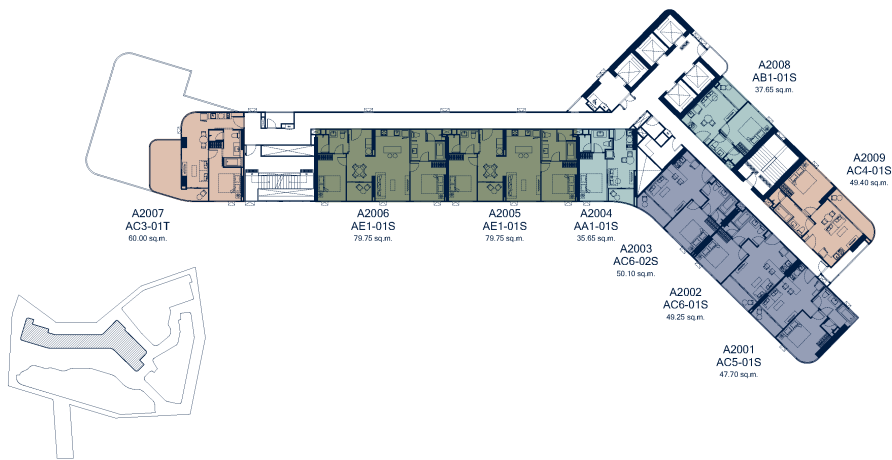 A2008
AB1-01S
37.65 sq.m.
A2009
AC4-01S
49.40 sq.m.
A2007
AC3-01T
60.00 sq.m.
A2006
AE1-01S
79.75 sq.m.
A2005
AE1-01S
79.75 sq.m.
A2004
AA1-01S
35.65 sq.m.
A2003
AC6-02S
50.10 sq.m.
A2002
AC6-01S
49.25 sq.m.
A2001
AC5-01S
47.70 sq.m.